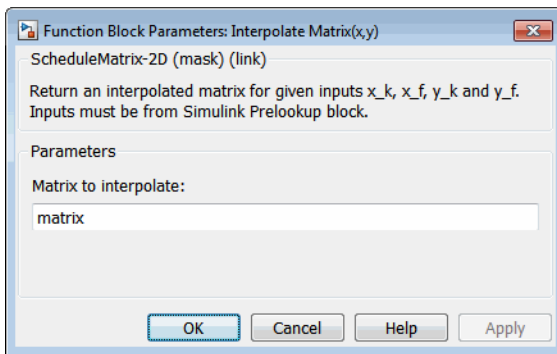 Function Block Parameters: Interpolate Matrix(x,y)
ScheduleMatrix-2D (mask) (link)
Return an interpolated matrix for given inputs x_k, x_f, y_k and y_f.
Inputs must be from Simulink Prelookup block.
Parameters
Matrix to interpolate:
matrix
OK Cancel Help Apply